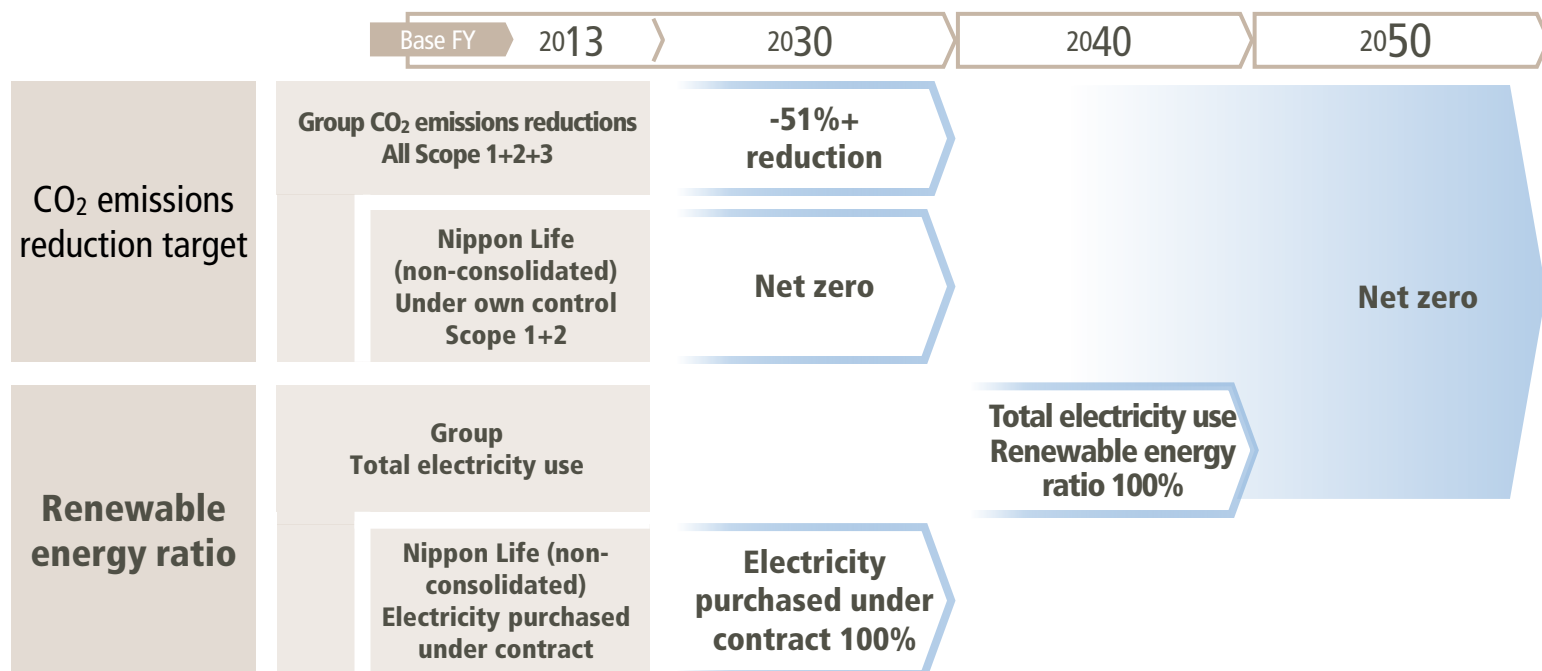 Base FY 2013 2030 2040 2050
CO₂ emissions
reduction target
Group CO₂ emissions reductions
All Scope 1+2+3
-51%+
reduction
Nippon Life
(non-consolidated)
Under own control
Scope 1+2
Net zero
Net zero
Renewable
energy ratio
Group
Total electricity use
Total electricity use
Renewable energy
ratio 100%
Nippon Life (non-
consolidated)
Electricity purchased
under contract
Electricity
purchased under
contract 100%